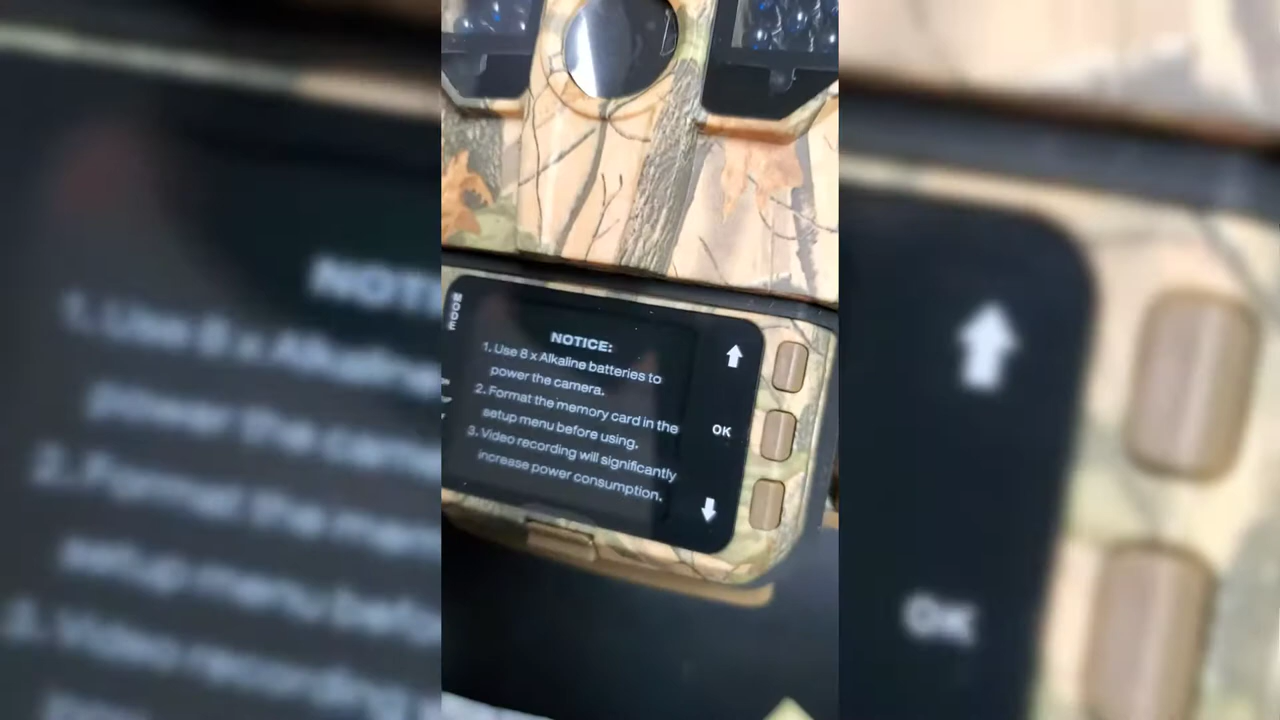 MODE
NOTICE:
1. Use 8 x Alkaline batteries to
power the camera.
2. Format the memory card in the
setup menu before using.
3. Video recording will significantly
increase power consumption.
OK